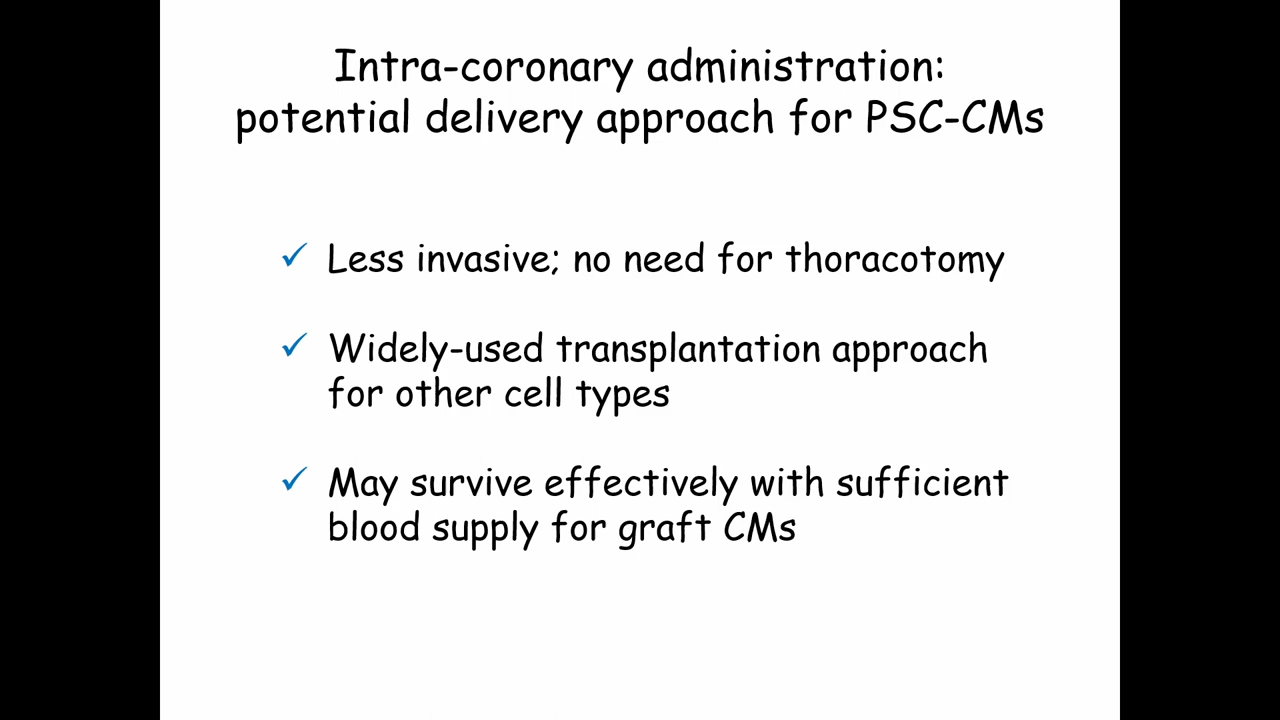 Intra-coronary administration:
potential delivery approach for PSC-CMs
✓ Less invasive; no need for thoracotomy
✓ Widely-used transplantation approach
for other cell types
✓ May survive effectively with sufficient
blood supply for graft CMs